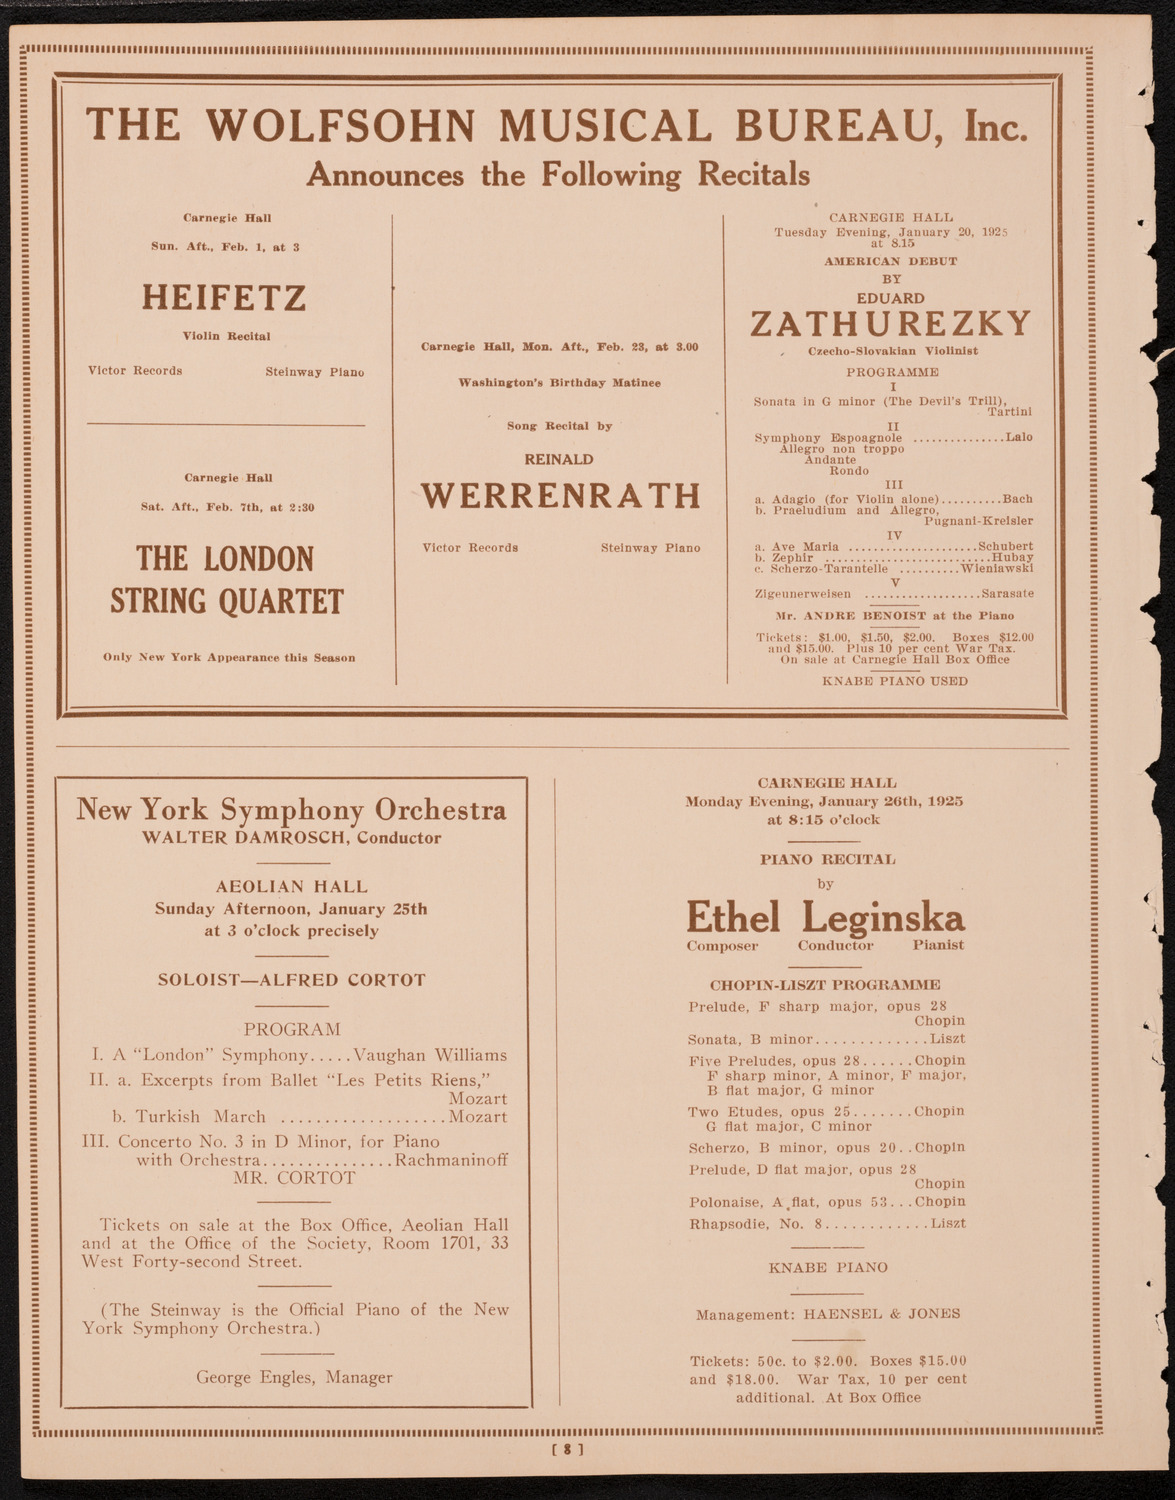 THE WOLFSOHN MUSICAL BUREAU, Inc.
Announces the Following Recitals
Carnegie Hall
Sun. Aft., Feb. 1, at 3
HEIFETZ
Violin Recital
Victor Records Steinway Piano
Carnegie Hall
Sat. Aft., Feb. 7th, at 2:30
THE LONDON
STRING QUARTET
Only New York Appearance this Season
Carnegie Hall, Mon. Aft., Feb. 23, at 3.00
Washington's Birthday Matinee
Song Recital by
REINALD
WERRENRATH
Victor Records Steinway Piano
CARNEGIE HALL
Tuesday Evening, January 20, 1925
at 8.15
AMERICAN DEBUT
BY
EDUARD
ZATHUREZKY
Czecho-Slovakian Violinist
PROGRAMME
I
Sonata in G minor (The Devil's Trill),
Tartini
II
Symphony Espoagnole ...............Lalo
Allegro non troppo
Andante
Rondo
III
a. Adagio (for Violin alone)..........Bach
b. Praeludium and Allegro,
Pugnani-Kreisler
IV
a. Ave Maria .....................Schubert
b. Zephir ...........................Hubay
c. Scherzo-Tarantelle ..........Wieniawski
V
Zigeunerweisen ...................Sarasate
Mr. ANDRE BENOIST at the Piano
Tickets: $1.00, $1.50, $2.00. Boxes $12.00
and $15.00. Plus 10 per cent War Tax.
On sale at Carnegie Hall Box Office
KNABE PIANO USED
New York Symphony Orchestra
WALTER DAMROSCH, Conductor
AEOLIAN HALL
Sunday Afternoon, January 25th
at 3 o'clock precisely
SOLOIST—ALFRED CORTOT
PROGRAM
I. A "London" Symphony.....Vaughan Williams
II. a. Excerpts from Ballet "Les Petits Riens,"
Mozart
b. Turkish March ...................Mozart
III. Concerto No. 3 in D Minor, for Piano
with Orchestra...............Rachmaninoff
MR. CORTOT
Tickets on sale at the Box Office, Aeolian Hall
and at the Office of the Society, Room 1701, 33
West Forty-second Street.
(The Steinway is the Official Piano of the New
York Symphony Orchestra.)
George Engles, Manager
CARNEGIE HALL
Monday Evening, January 26th, 1925
at 8:15 o'clock
PIANO RECITAL
by
Ethel Leginska
Composer Conductor Pianist
CHOPIN-LISZT PROGRAMME
Prelude, F sharp major, opus 28
Chopin
Sonata, B minor.............Liszt
Five Preludes, opus 28......Chopin
F sharp minor, A minor, F major,
B flat major, G minor
Two Etudes, opus 25.......Chopin
G flat major, C minor
Scherzo, B minor, opus 20..Chopin
Prelude, D flat major, opus 28
Chopin
Polonaise, A flat, opus 53...Chopin
Rhapsodie, No. 8............Liszt
KNABE PIANO
Management: HAENSEL & JONES
Tickets: 50c. to $2.00. Boxes $15.00
and $18.00. War Tax, 10 per cent
additional. At Box Office
[ 8 ]